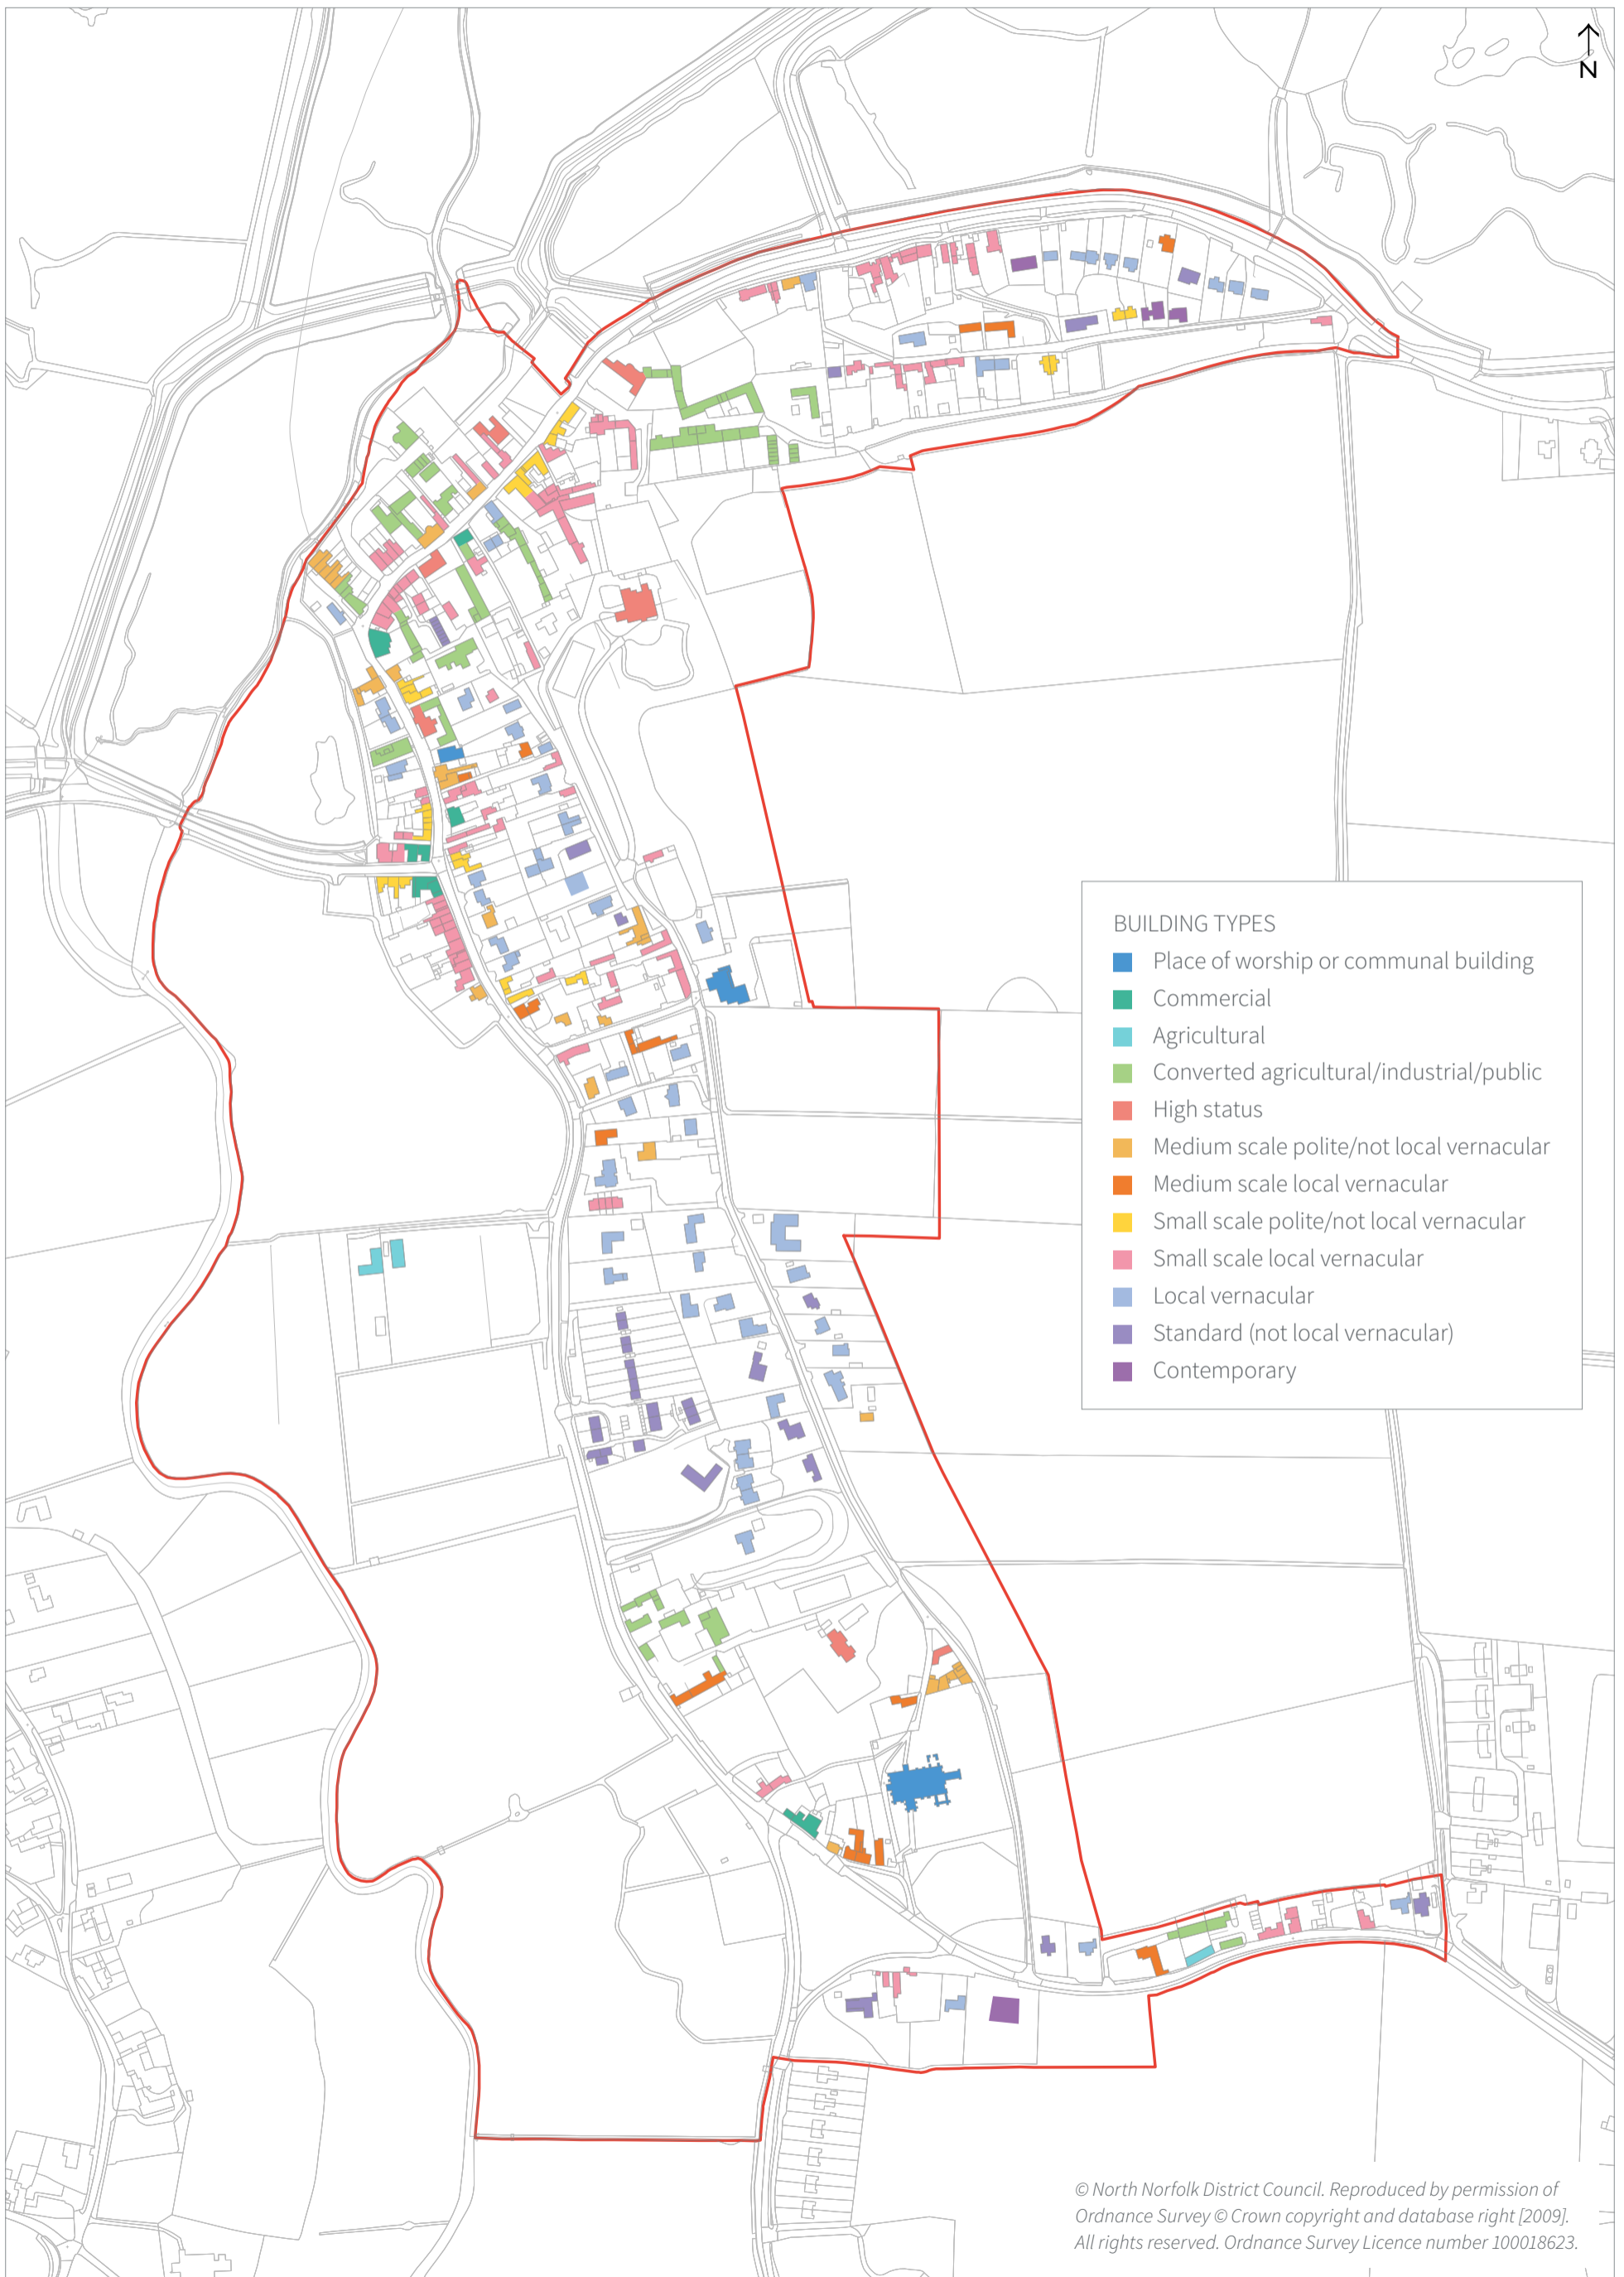 N
BUILDING TYPES
Place of worship or communal building
Commercial
Agricultural
Converted agricultural/industrial/public
High status
Medium scale polite/not local vernacular
Medium scale local vernacular
Small scale polite/not local vernacular
Small scale local vernacular
Local vernacular
Standard (not local vernacular)
Contemporary
© North Norfolk District Council. Reproduced by permission of
Ordnance Survey © Crown copyright and database right [2009].
All rights reserved. Ordnance Survey Licence number 100018623.